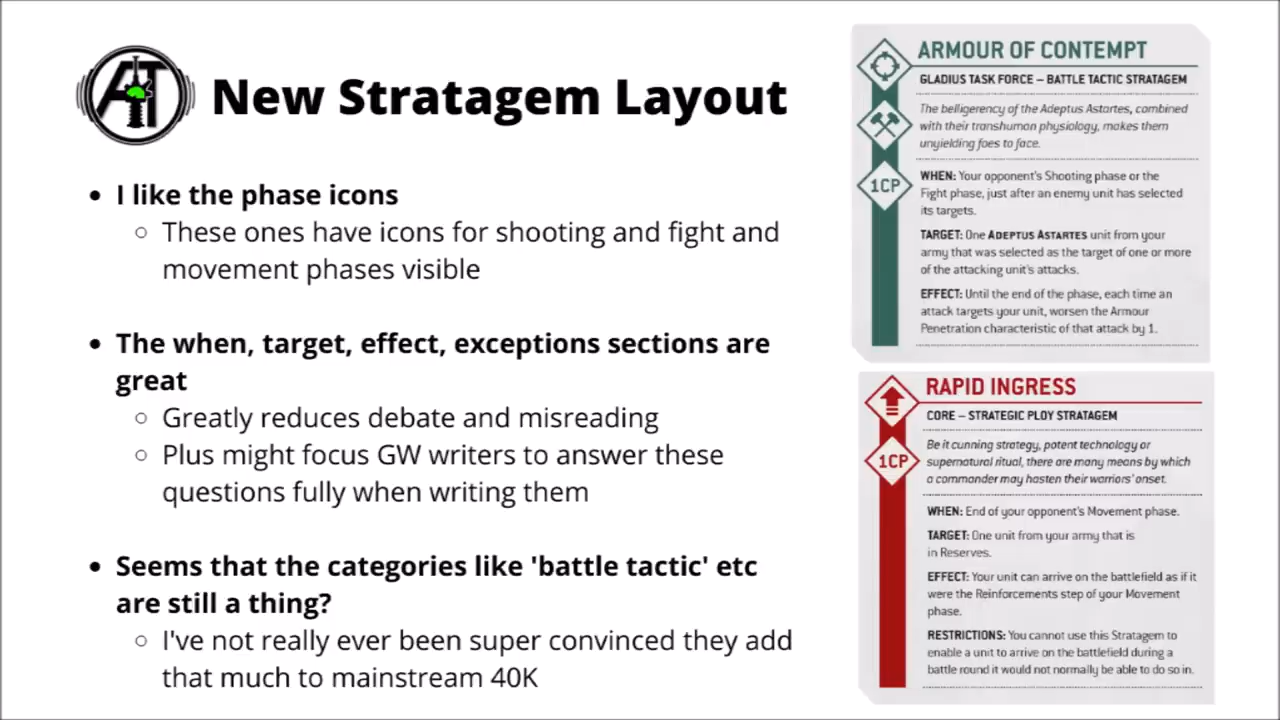 AT
New Stratagem Layout
• I like the phase icons
○ These ones have icons for shooting and fight and
movement phases visible
• The when, target, effect, exceptions sections are
great
○ Greatly reduces debate and misreading
○ Plus might focus GW writers to answer these
questions fully when writing them
• Seems that the categories like 'battle tactic' etc
are still a thing?
○ I've not really ever been super convinced they add
that much to mainstream 40K
ARMOUR OF CONTEMPT
GLADIUS TASK FORCE – BATTLE TACTIC STRATAGEM
The belligerency of the Adeptus Astartes, combined
with their transhuman physiology, makes them
unyielding foes to face.
1CP
WHEN: Your opponent's Shooting phase or the
Fight phase, just after an enemy unit has selected
its targets.
TARGET: One ADEPTUS ASTARTES unit from your
army that was selected as the target of one or more
of the attacking unit's attacks.
EFFECT: Until the end of the phase, each time an
attack targets your unit, worsen the Armour
Penetration characteristic of that attack by 1.
RAPID INGRESS
CORE – STRATEGIC PLOY STRATAGEM
1CP
Be it cunning strategy, potent technology or
supernatural ritual, there are many means by which
a commander may hasten their warriors' onset.
WHEN: End of your opponent's Movement phase.
TARGET: One unit from your army that is
in Reserves.
EFFECT: Your unit can arrive on the battlefield as if it
were the Reinforcements step of your Movement
phase.
RESTRICTIONS: You cannot use this Stratagem to
enable a unit to arrive on the battlefield during a
battle round it would not normally be able to do so in.